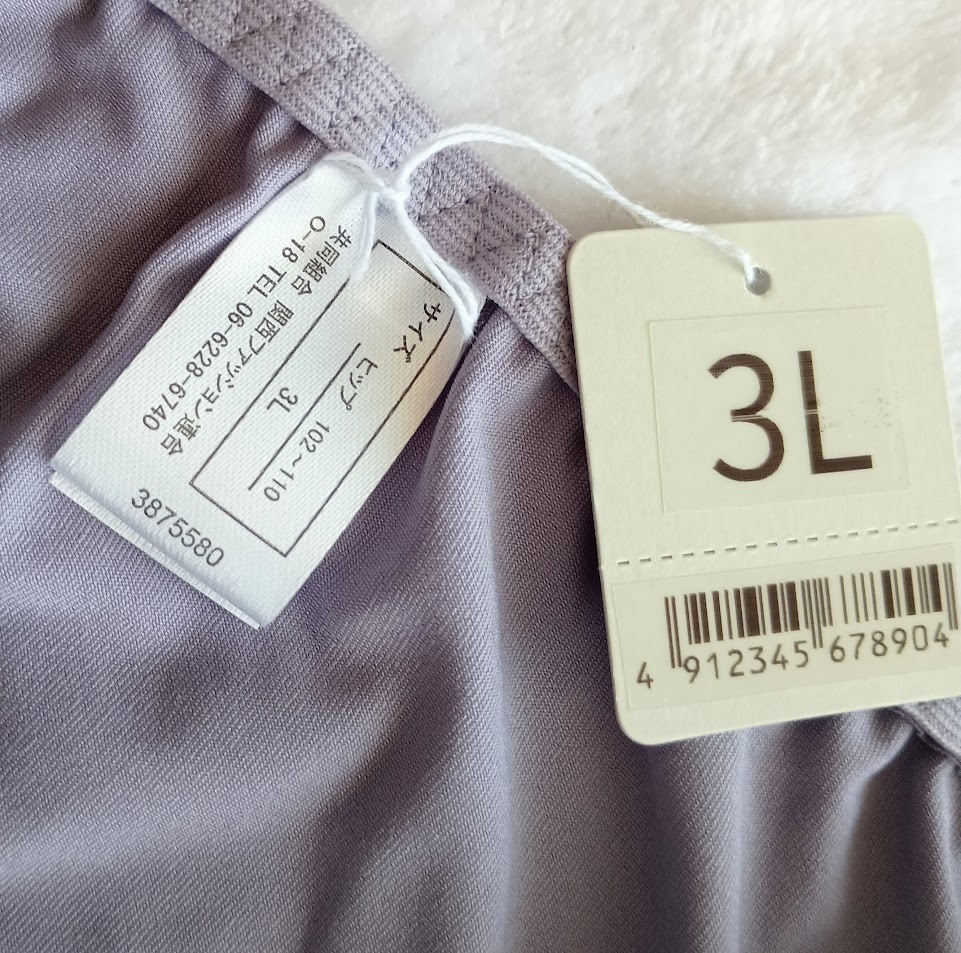 サイズ
ヒップ 102~110
3L
共同組合 関西ファッション連合
O-18 TEL 06-6228-6740
3875580
3L
4 912345 678904